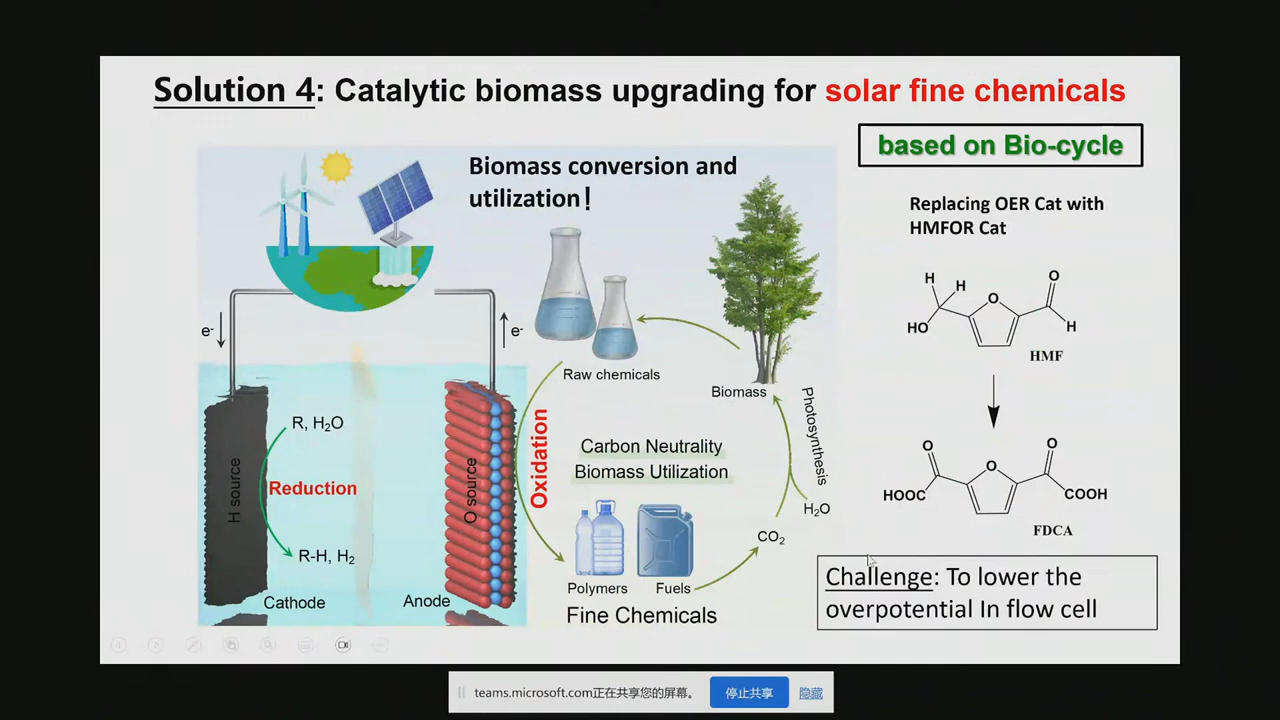 Solution 4: Catalytic biomass upgrading for solar fine chemicals
based on Bio-cycle
Biomass conversion and
utilization!
Replacing OER Cat with
HMFOR Cat
e-
e-
Raw chemicals
Biomass
Photosynthesis
H2O
CO2
Carbon Neutrality
Biomass Utilization
Oxidation
O source
H source
R, H2O
Reduction
R-H, H2
Cathode
Anode
Polymers
Fuels
Fine Chemicals
H
H
O
O
HO
H
HMF
O
O
O
HOOC
COOH
FDCA
Challenge: To lower the
overpotential In flow cell
teams.microsoft.com正在共享您的屏幕。
停止共享
隐藏